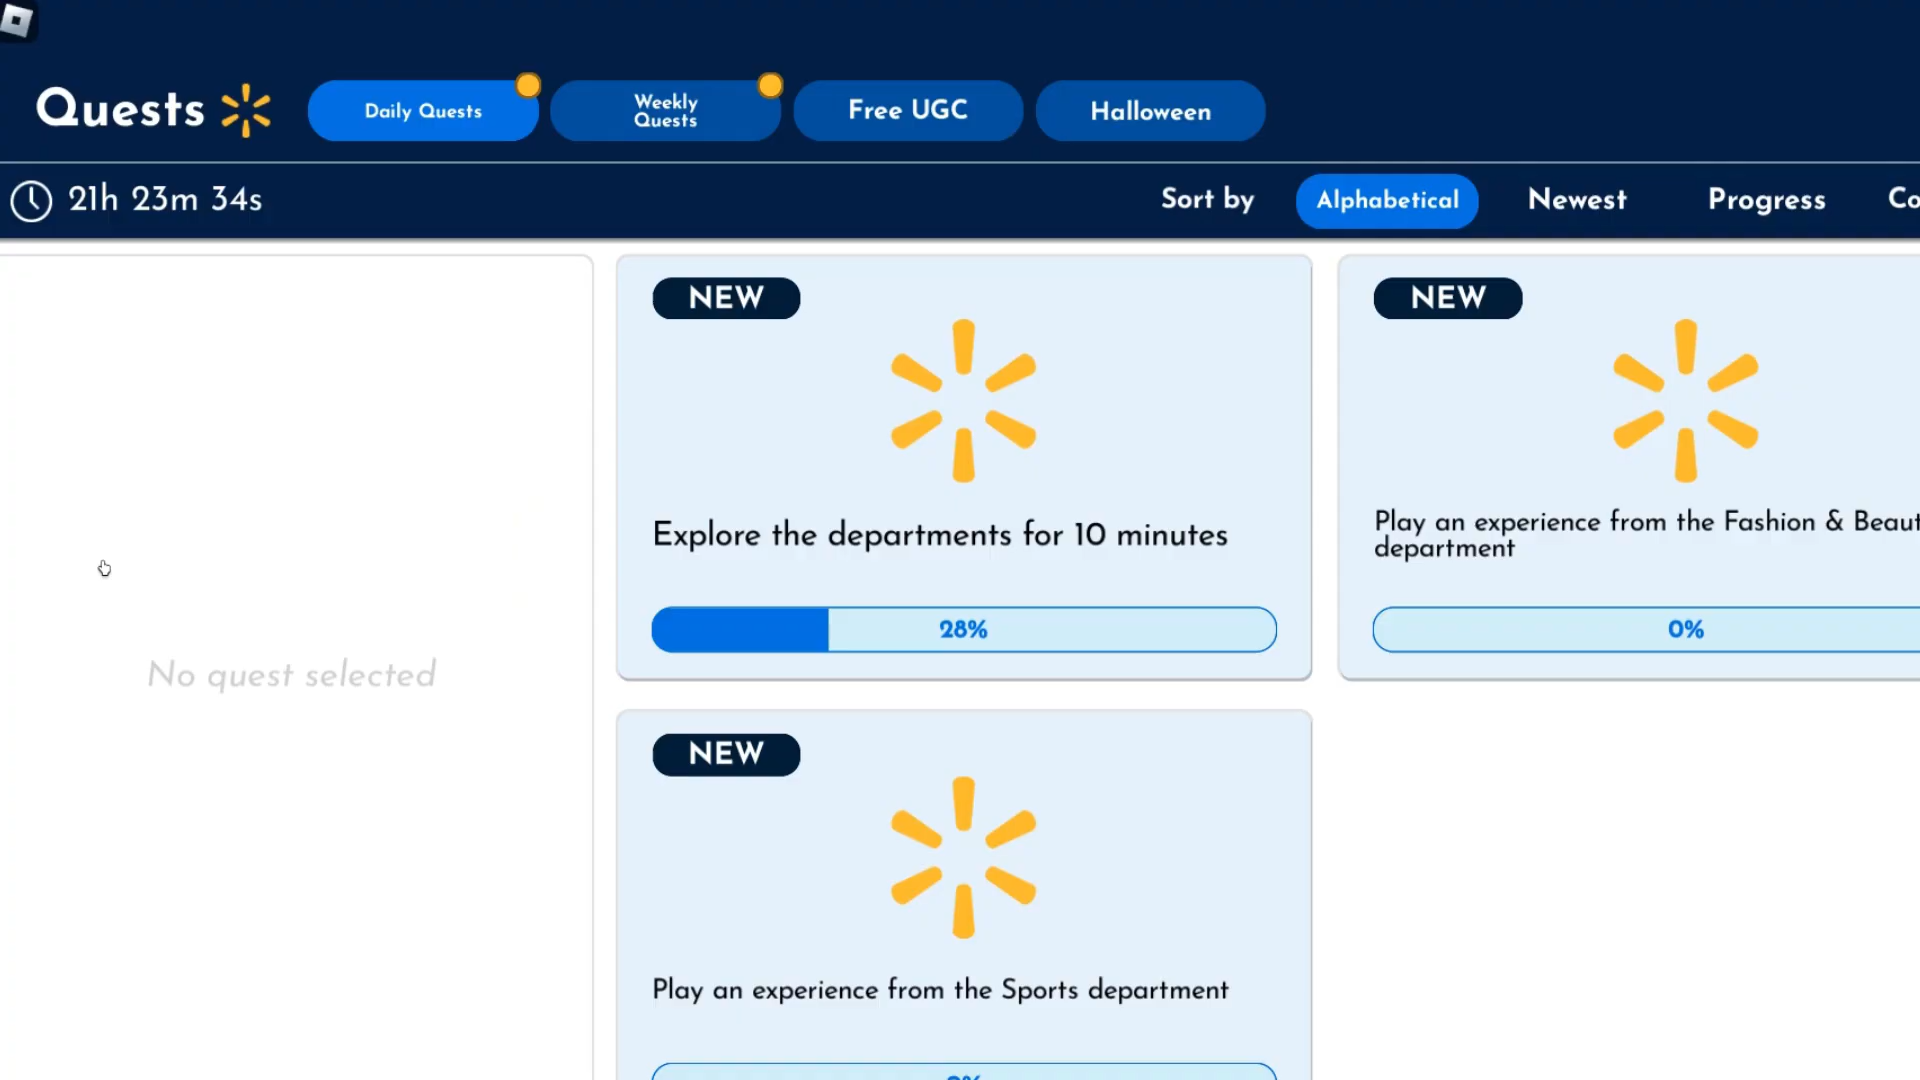 Quests
Daily Quests
Weekly
Quests
Free UGC
Halloween
21h 23m 34s
Sort by
Alphabetical
Newest
Progress
Co
NEW
Explore the departments for 10 minutes
28%
NEW
Play an experience from the Fashion & Beaut
department
0%
No quest selected
NEW
Play an experience from the Sports department